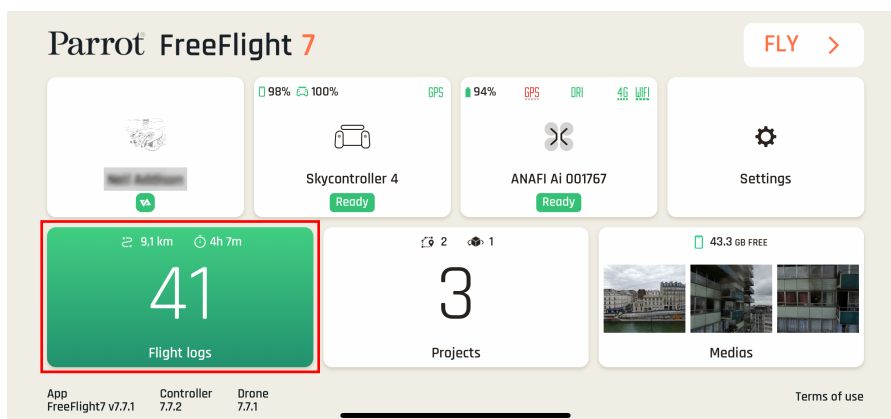 Parrot FreeFlight 7
FLY >
98% 100% GPS
94% GPS DRI 4G WIFI
Skycontroller 4
Ready
ANAFI Ai 001767
Ready
Settings
9,1 km 4h 7m
41
Flight logs
2 1
3
Projects
43.3 GB FREE
Medias
App
FreeFlight7 v7.7.1
Controller
7.7.2
Drone
7.7.1
Terms of use